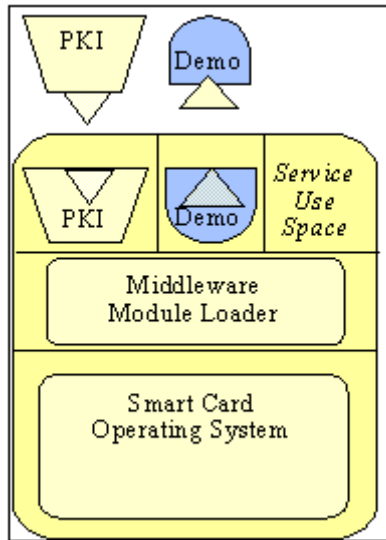 PKI
Demo
PKI
Demo
Service
Use
Space
Middleware
Module Loader
Smart Card
Operating System